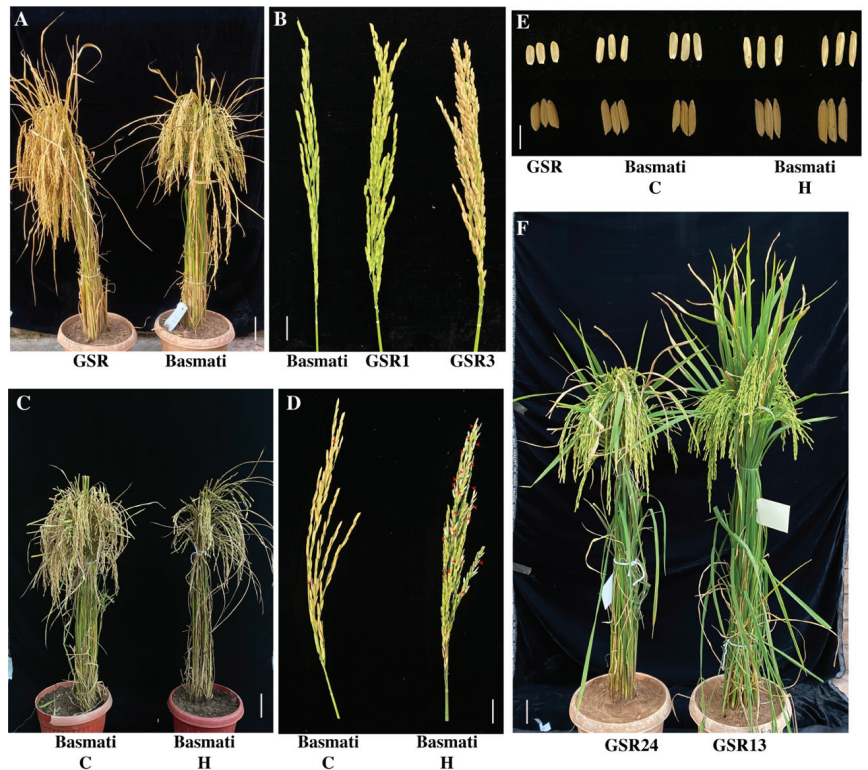 A
B
E
GSR
Basmati
C
Basmati
H
F
GSR
Basmati
Basmati
GSR1
GSR3
C
D
Basmati
C
Basmati
H
Basmati
C
Basmati
H
GSR24
GSR13